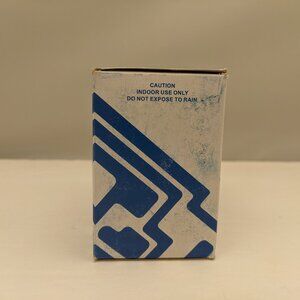 CAUTION
INDOOR USE ONLY
DO NOT EXPOSE TO RAIN